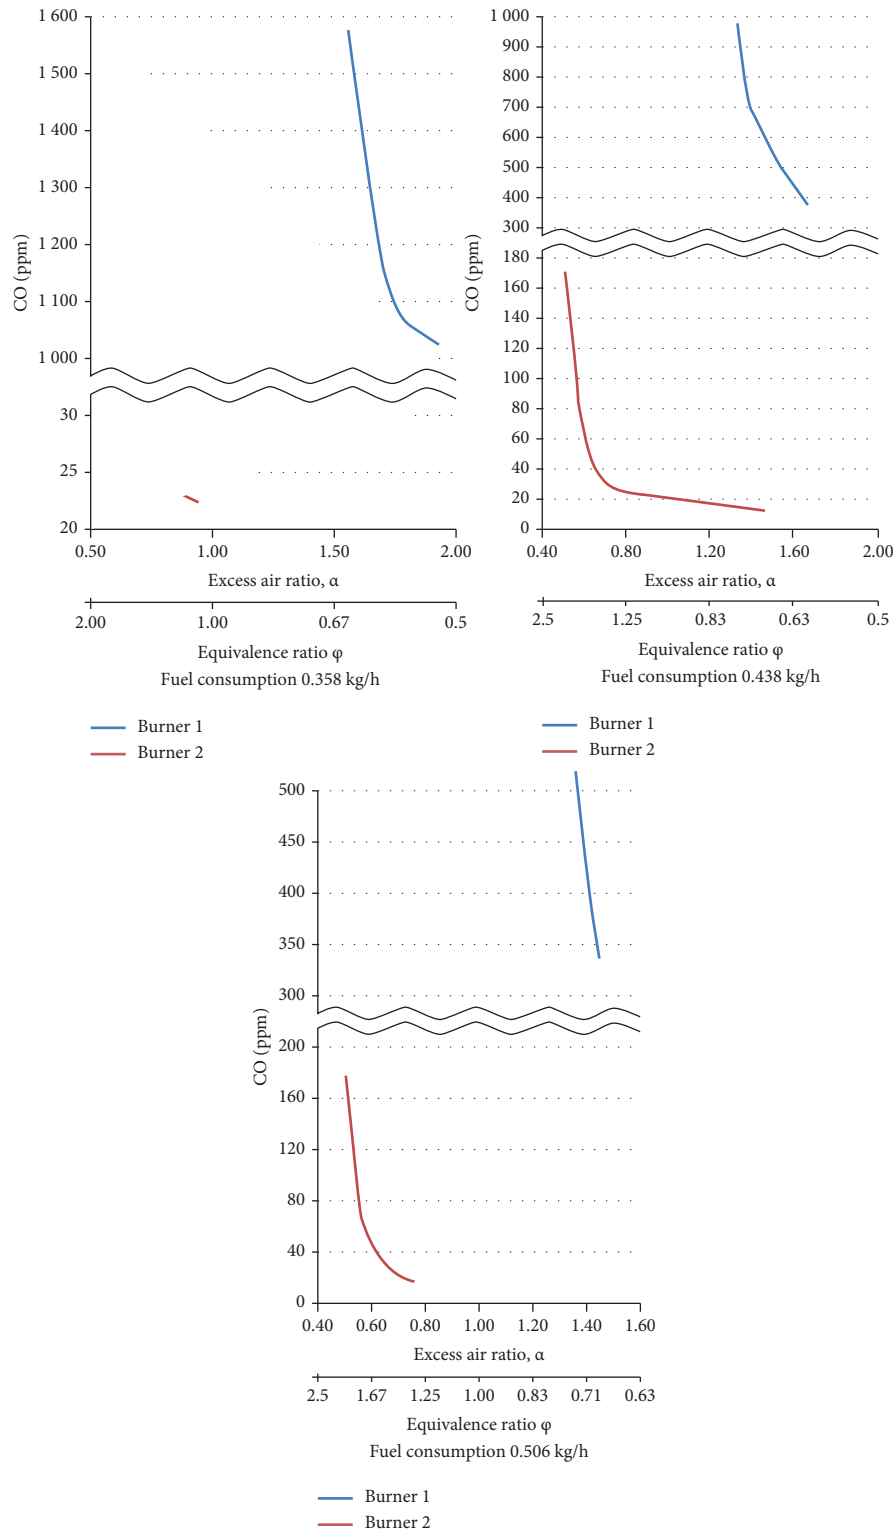 1 600
1 500
1 400
1 300
1 200
1 100
1 000
30
25
20
CO (ppm)
0.50 1.00 1.50 2.00
Excess air ratio, α
2.00 1.00 0.67 0.5
Equivalence ratio φ
Fuel consumption 0.358 kg/h
Burner 1
Burner 2
1 000
900
800
700
600
500
400
300
180
160
140
120
100
80
60
40
20
0
CO (ppm)
0.40 0.80 1.20 1.60 2.00
Excess air ratio, α
2.5 1.25 0.83 0.63 0.5
Equivalence ratio φ
Fuel consumption 0.438 kg/h
Burner 1
Burner 2
500
450
400
350
300
200
160
120
80
40
0
CO (ppm)
0.40 0.60 0.80 1.00 1.20 1.40 1.60
Excess air ratio, α
2.5 1.67 1.25 1.00 0.83 0.71 0.63
Equivalence ratio φ
Fuel consumption 0.506 kg/h
Burner 1
Burner 2